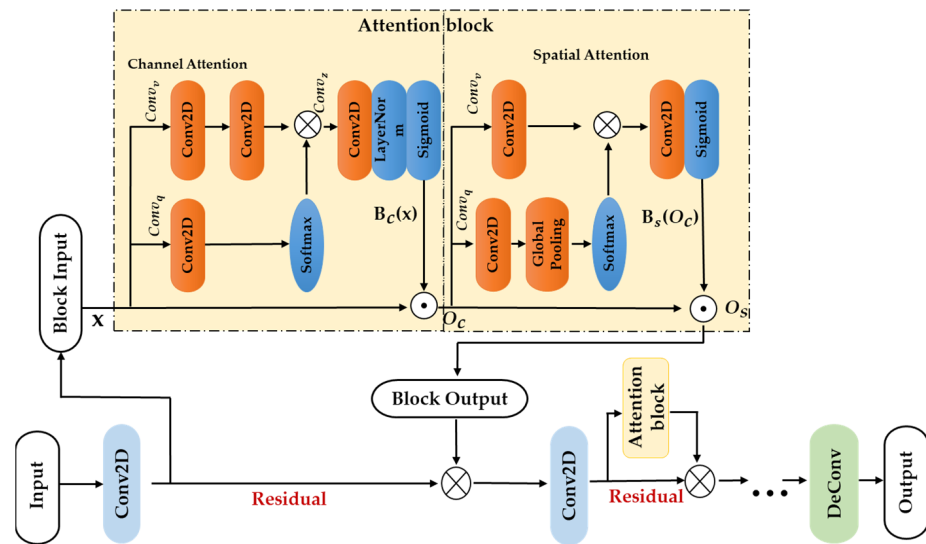 Attention block
Channel Attention
Spatial Attention
Conv_v
Conv2D
Conv2D
Conv_z
Conv2D
LayerNor
m
Sigmoid
Conv_v
Conv2D
Conv2D
Sigmoid
Conv_q
Conv2D
Softmax
B_C(x)
Conv_q
Conv2D
Global
Pooling
Softmax
B_s(O_C)
Block Input
x
O_C
O_S
Block Output
Attention
block
Input
Conv2D
Residual
Conv2D
Residual
DeConv
Output